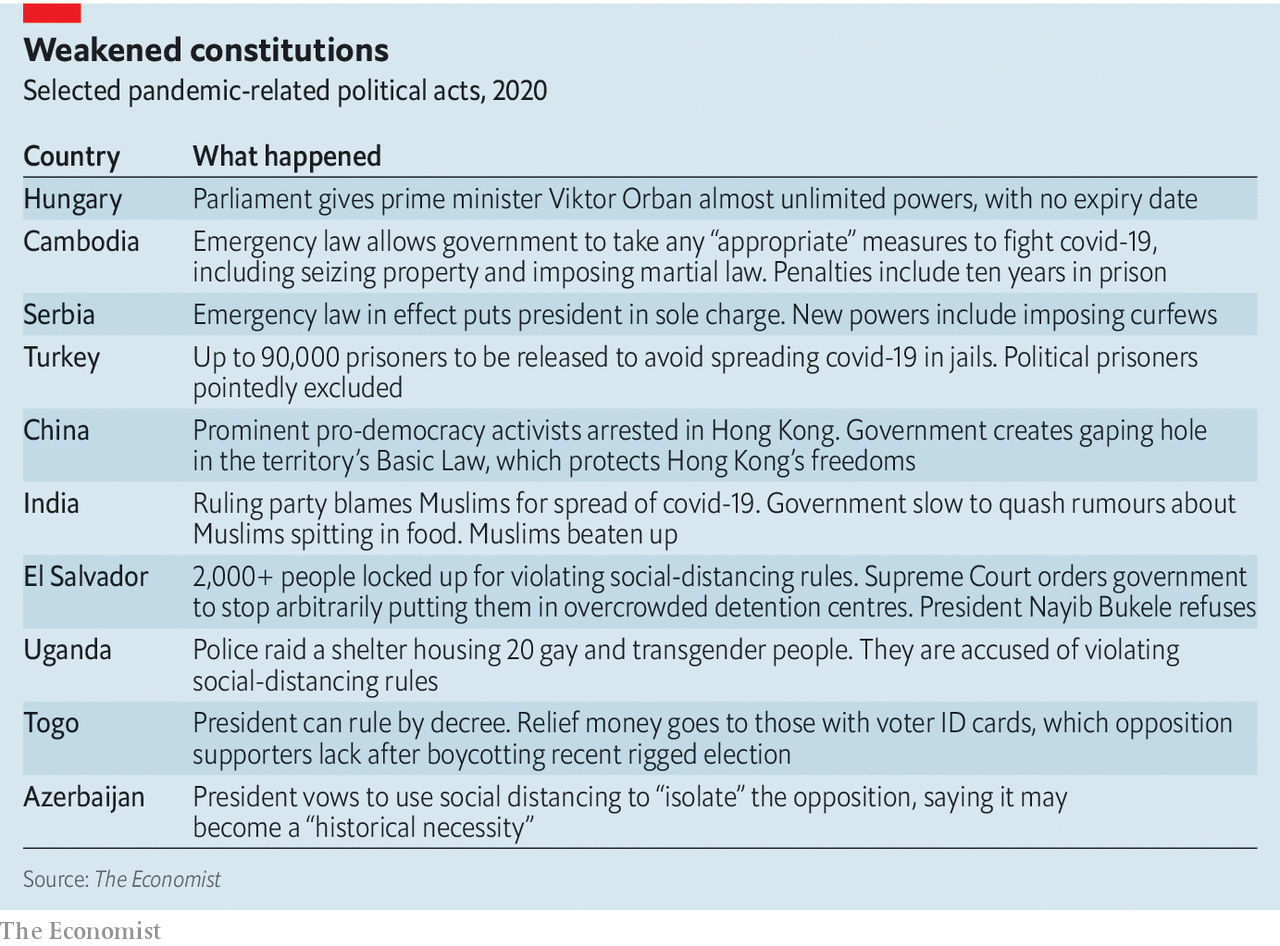 Weakened constitutions
Selected pandemic-related political acts, 2020
Country What happened
Hungary Parliament gives prime minister Viktor Orban almost unlimited powers, with no expiry date
Cambodia Emergency law allows government to take any “appropriate” measures to fight covid-19,
including seizing property and imposing martial law. Penalties include ten years in prison
Serbia Emergency law in effect puts president in sole charge. New powers include imposing curfews
Turkey Up to 90,000 prisoners to be released to avoid spreading covid-19 in jails. Political prisoners
pointedly excluded
China Prominent pro-democracy activists arrested in Hong Kong. Government creates gaping hole
in the territory’s Basic Law, which protects Hong Kong’s freedoms
India Ruling party blames Muslims for spread of covid-19. Government slow to quash rumours about
Muslims spitting in food. Muslims beaten up
El Salvador 2,000+ people locked up for violating social-distancing rules. Supreme Court orders government
to stop arbitrarily putting them in overcrowded detention centres. President Nayib Bukele refuses
Uganda Police raid a shelter housing 20 gay and transgender people. They are accused of violating
social-distancing rules
Togo President can rule by decree. Relief money goes to those with voter ID cards, which opposition
supporters lack after boycotting recent rigged election
Azerbaijan President vows to use social distancing to “isolate” the opposition, saying it may
become a “historical necessity”
Source: The Economist
The Economist